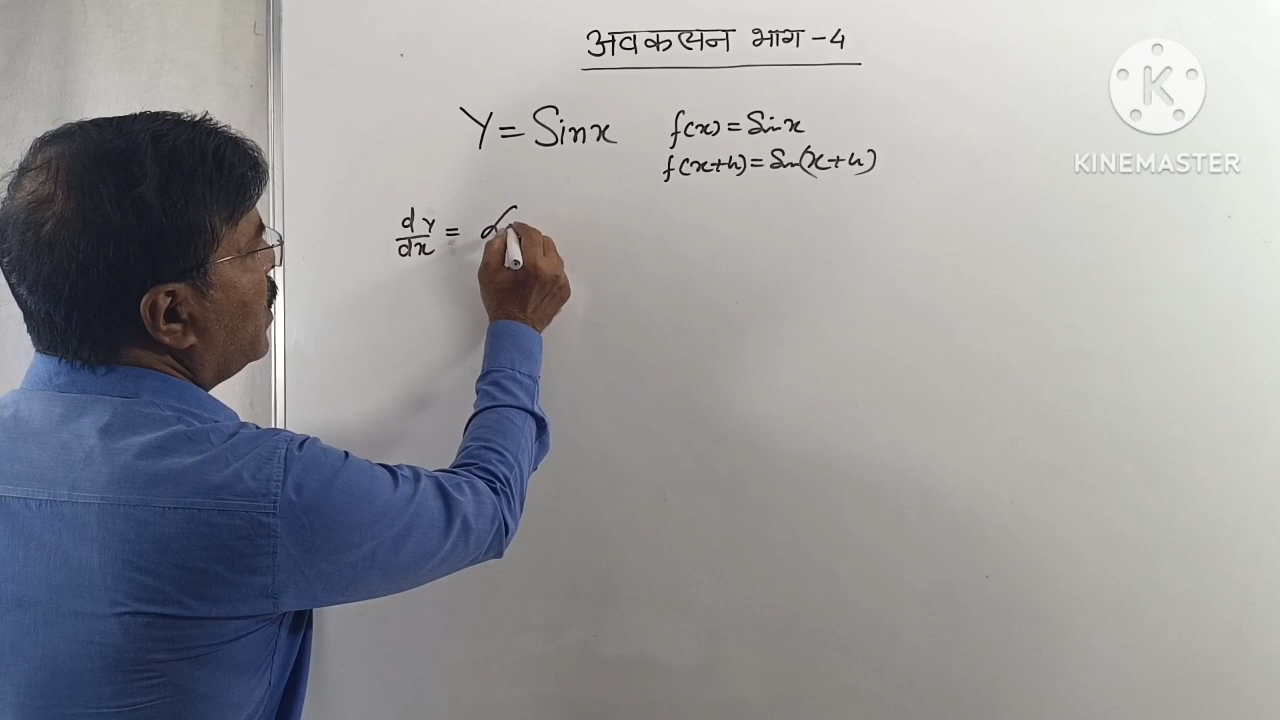 अवकलन भाग -4
Y = Sinx
f(x) = Sinx
f(x+h) = Sin(x+h)
dy/dx =
K
KINEMASTER